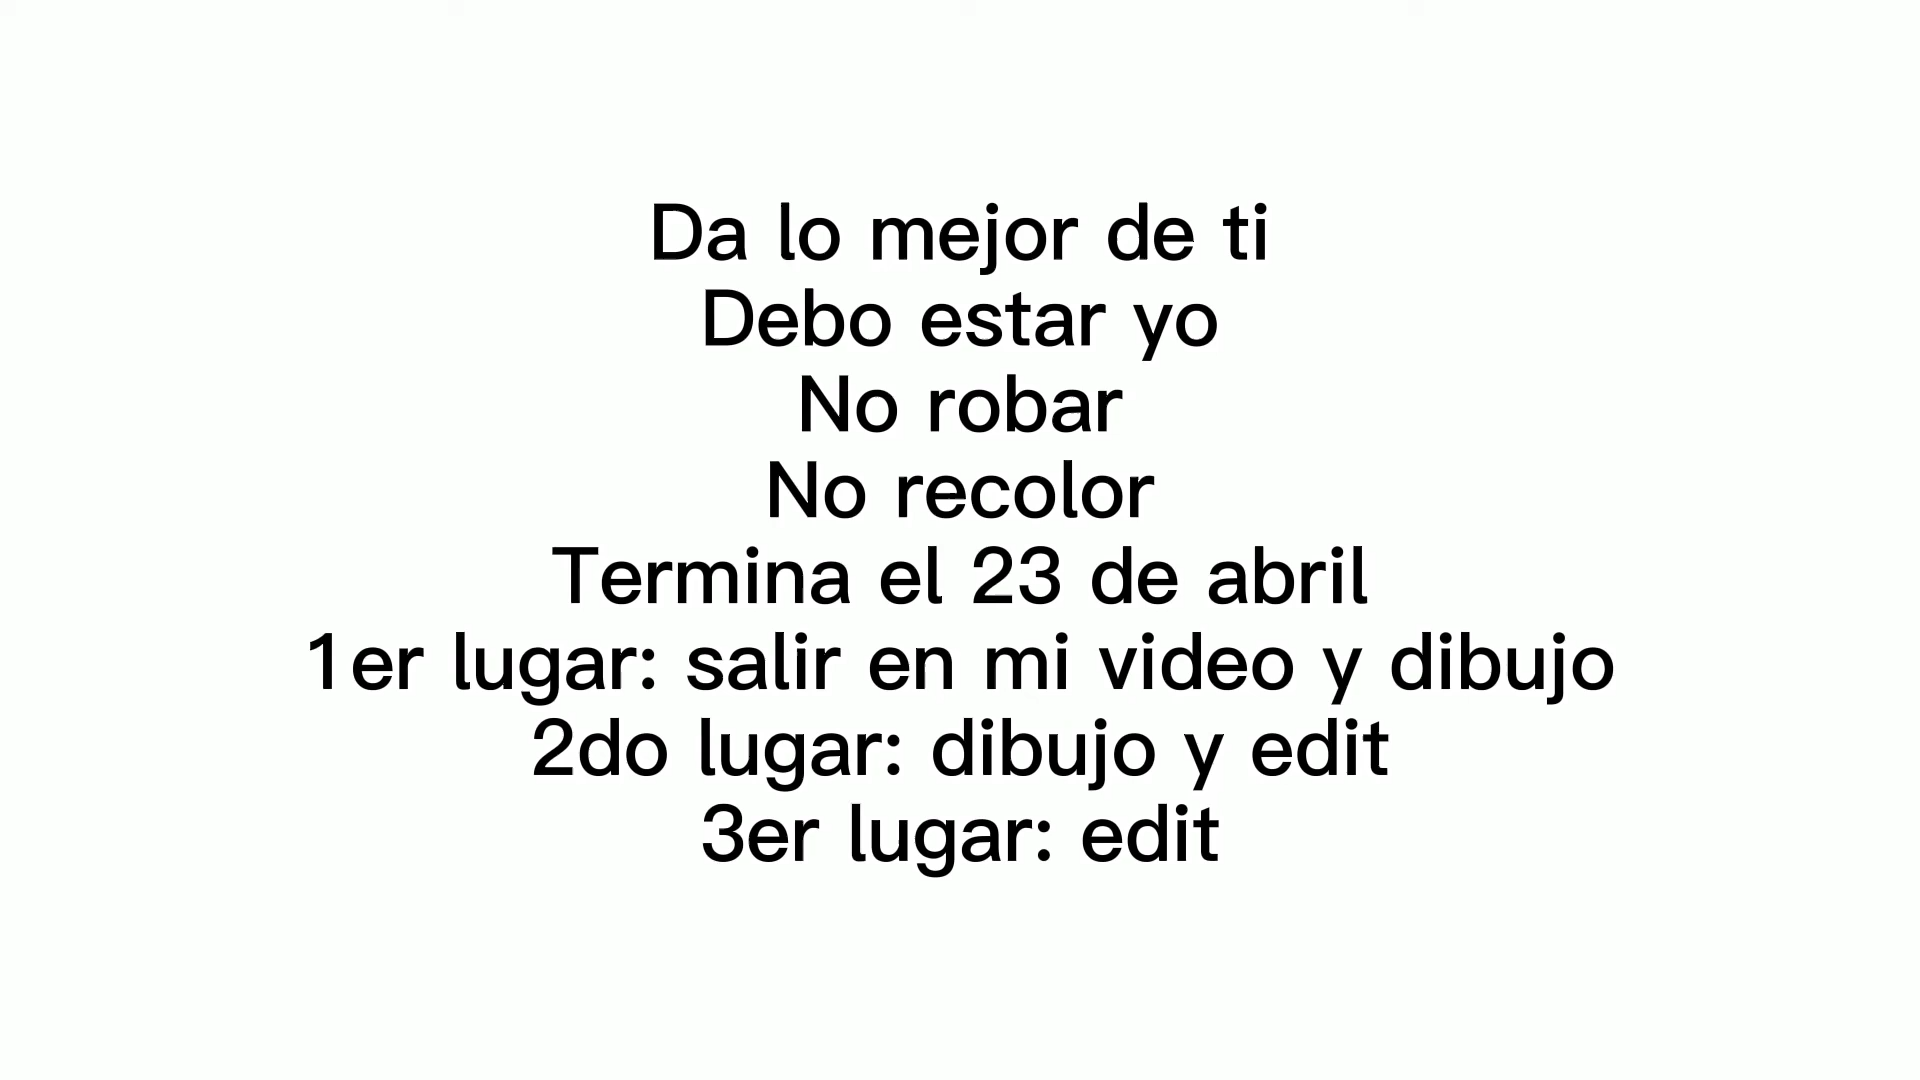 Da lo mejor de ti
Debo estar yo
No robar
No recolor
Termina el 23 de abril
1er lugar: salir en mi video y dibujo
2do lugar: dibujo y edit
3er lugar: edit